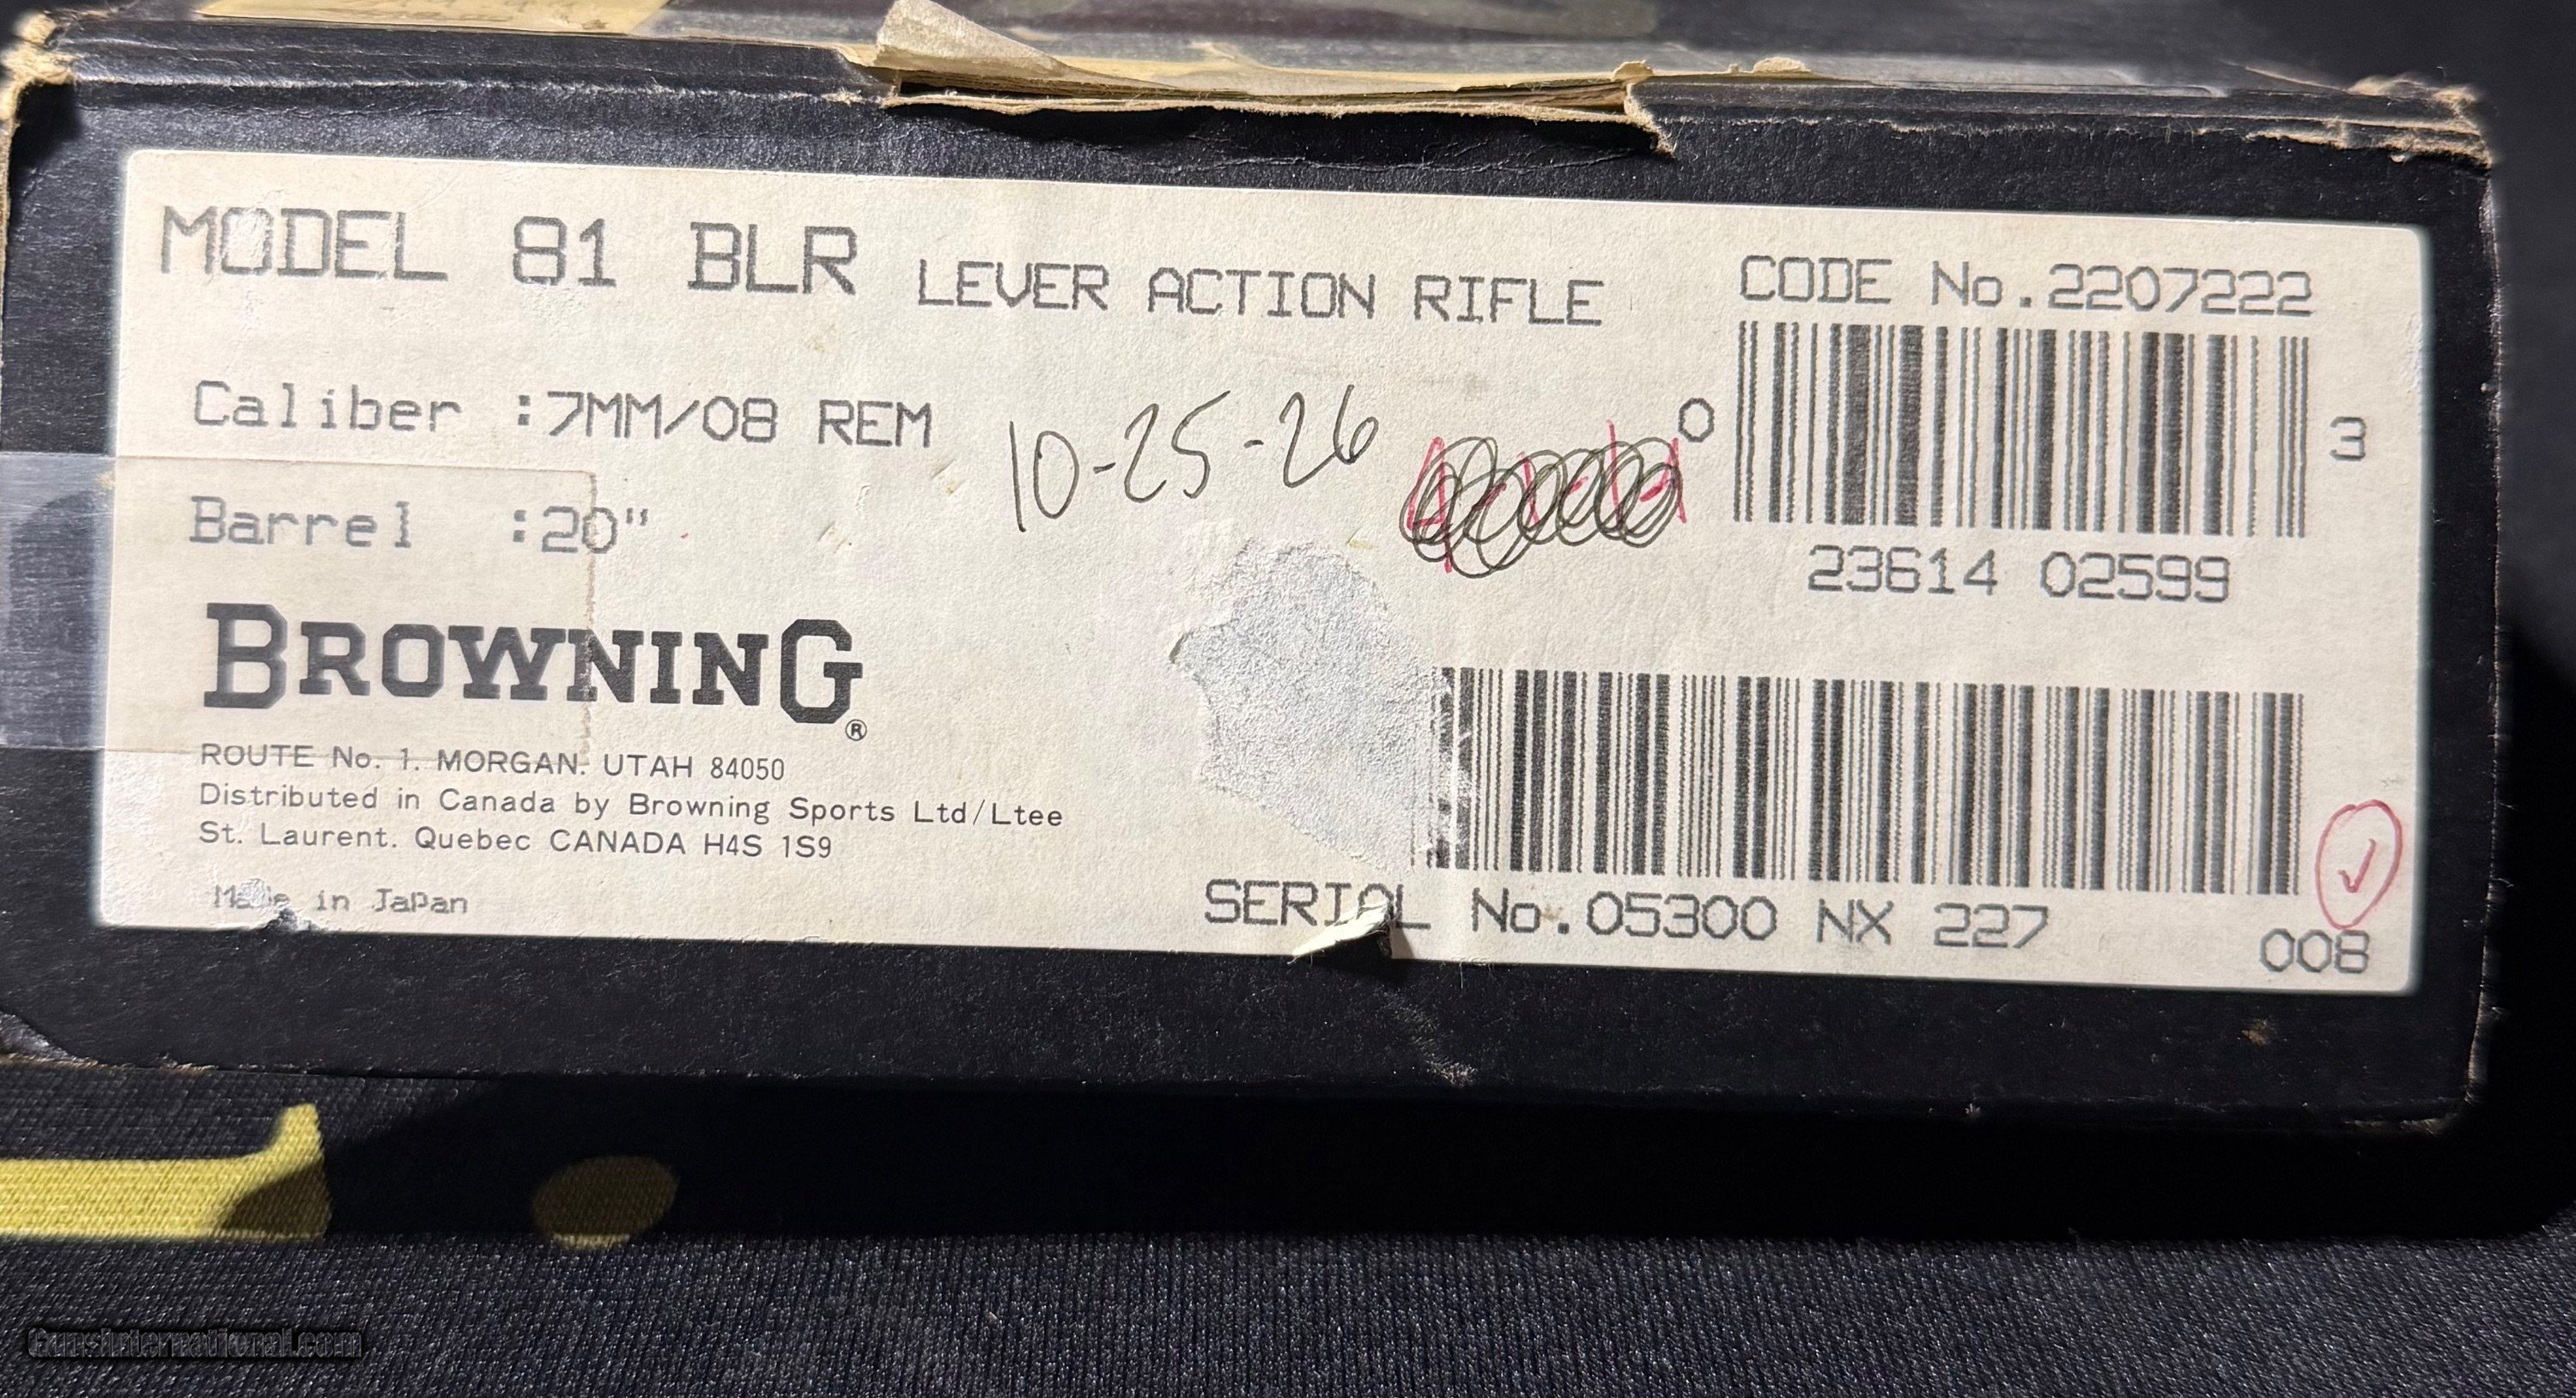 MODEL 81 BLR LEVER ACTION RIFLE
CODE No.2207222
Caliber :7MM/08 REM
10-25-26
0
3
Barrel :20"
23614 02599
BROWNING®
ROUTE No. 1. MORGAN. UTAH 84050
Distributed in Canada by Browning Sports Ltd/Ltee
St. Laurent. Quebec CANADA H4S 1S9
Made in Japan
SERIAL No.05300 NX 227
008
GunsInternational.com